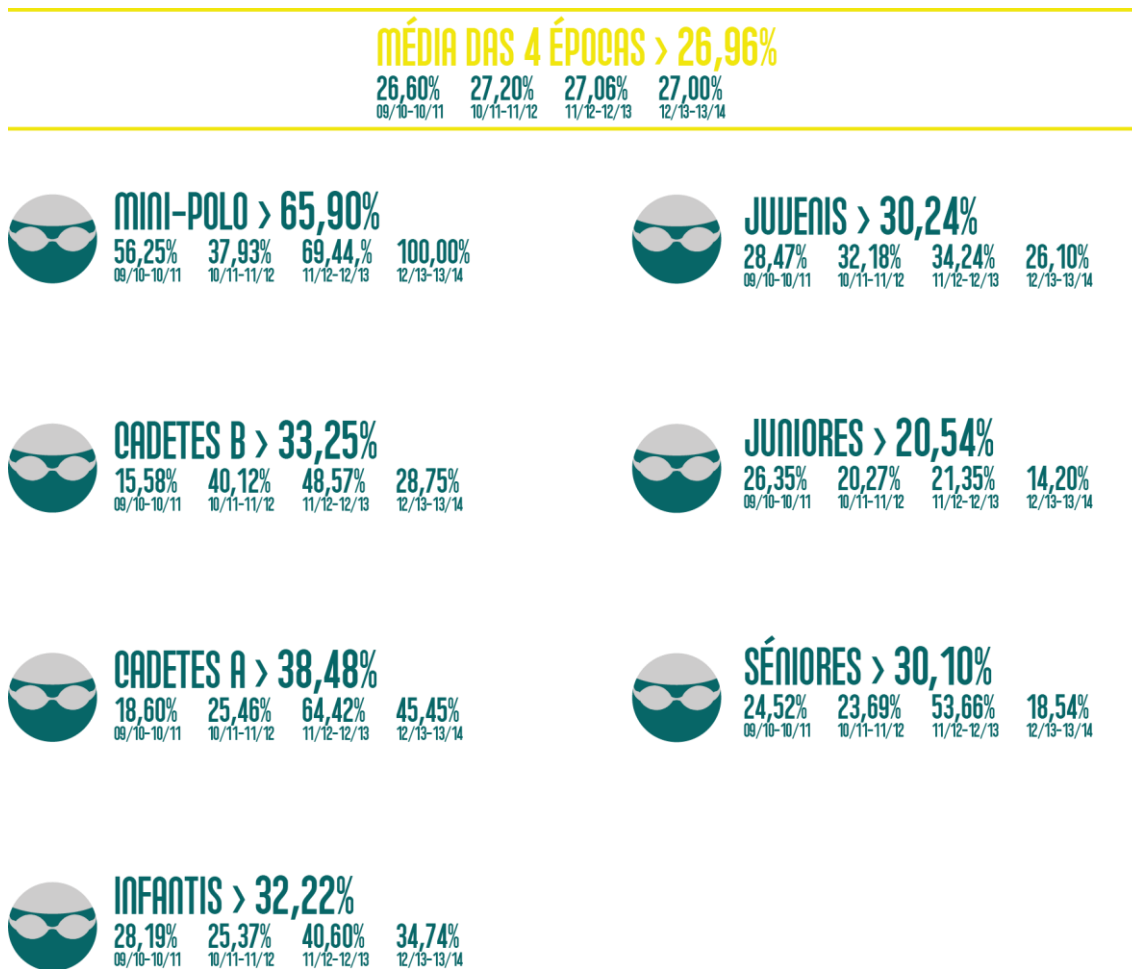 MÉDIA DAS 4 ÉPOCAS > 26,96%
26,60% 27,20% 27,06% 27,00%
09/10-10/11 10/11-11/12 11/12-12/13 12/13-13/14
MINI-POLO > 65,90%
56,25% 37,93% 69,44,% 100,00%
09/10-10/11 10/11-11/12 11/12-12/13 12/13-13/14
JUVENIS > 30,24%
28,47% 32,18% 34,24% 26,10%
09/10-10/11 10/11-11/12 11/12-12/13 12/13-13/14
CADETES B > 33,25%
15,58% 40,12% 48,57% 28,75%
09/10-10/11 10/11-11/12 11/12-12/13 12/13-13/14
JUNIORES > 20,54%
26,35% 20,27% 21,35% 14,20%
09/10-10/11 10/11-11/12 11/12-12/13 12/13-13/14
CADETES A > 38,48%
18,60% 25,46% 64,42% 45,45%
09/10-10/11 10/11-11/12 11/12-12/13 12/13-13/14
SÉNIORES > 30,10%
24,52% 23,69% 53,66% 18,54%
09/10-10/11 10/11-11/12 11/12-12/13 12/13-13/14
INFANTIS > 32,22%
28,19% 25,37% 40,60% 34,74%
09/10-10/11 10/11-11/12 11/12-12/13 12/13-13/14